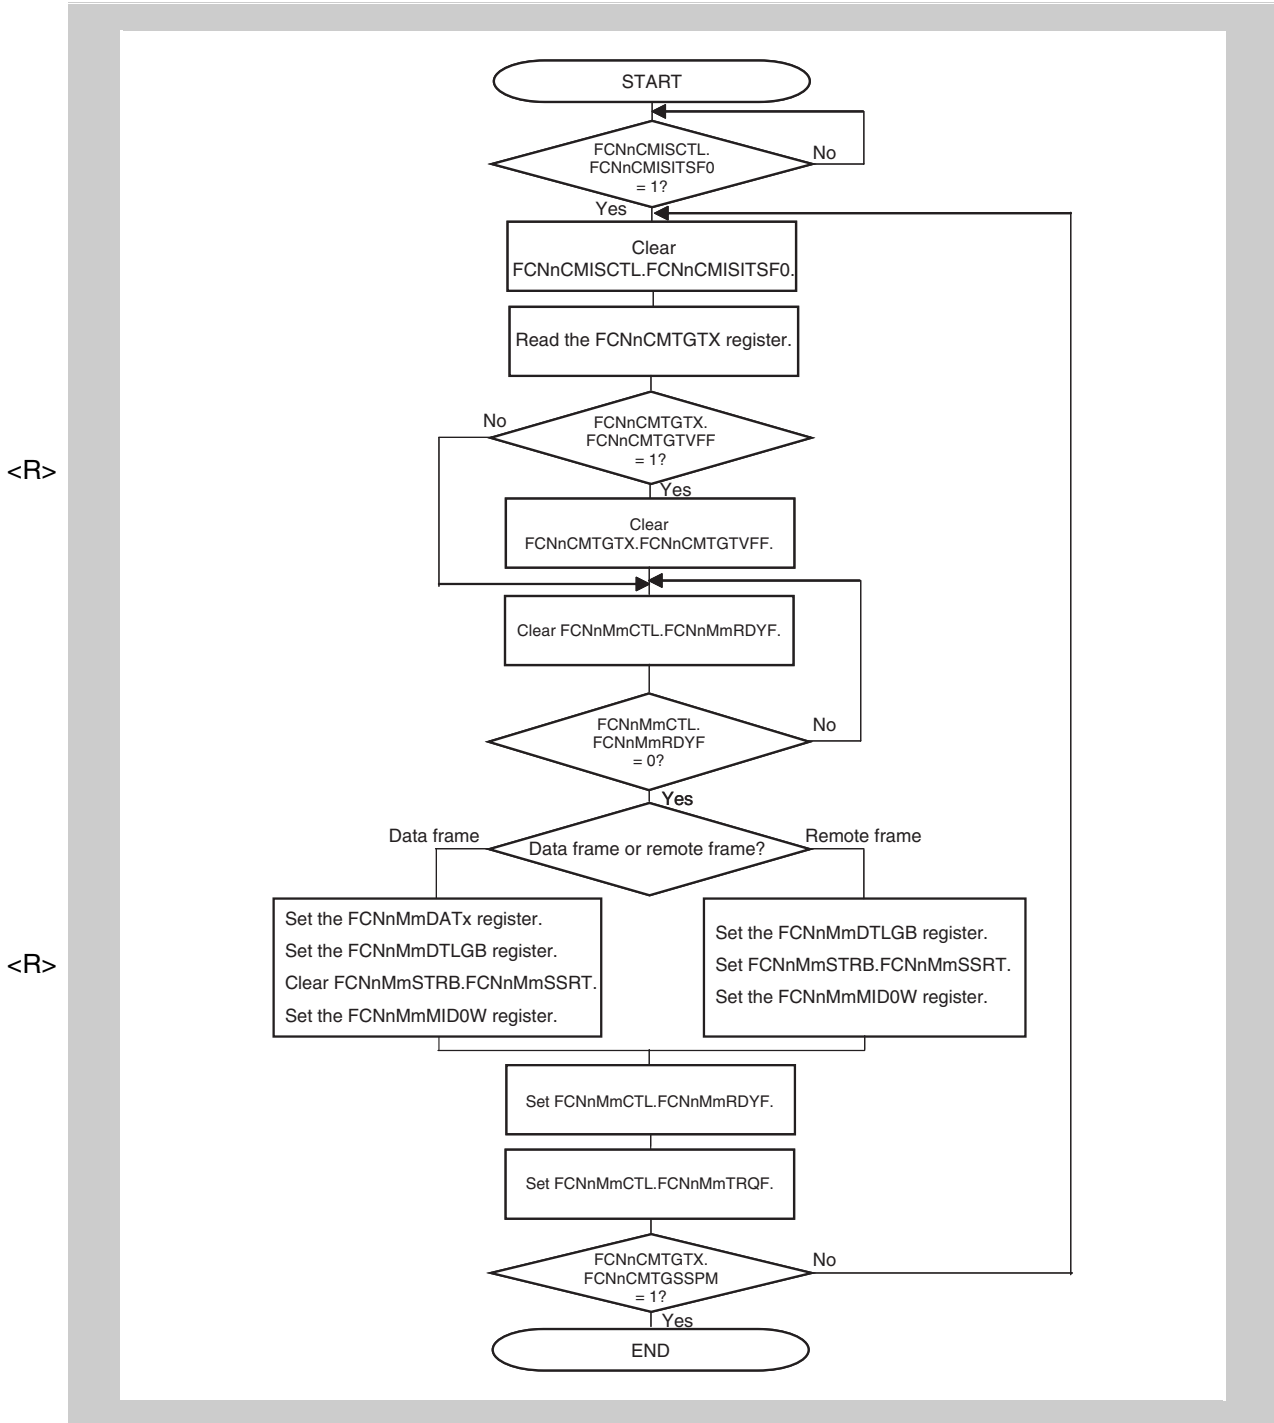 START
FCNnCMISCTL.
FCNnCMISITSF0
= 1?
No
Yes
Clear
FCNnCMISCTL.FCNnCMISITSF0.
Read the FCNnCMTGTX register.
No
FCNnCMTGTX.
FCNnCMTGTVFF
= 1?
<R>
Yes
Clear
FCNnCMTGTX.FCNnCMTGTVFF.
Clear FCNnMmCTL.FCNnMmRDYF.
FCNnMmCTL.
FCNnMmRDYF
= 0?
No
Yes
Data frame
Data frame or remote frame?
Remote frame
Set the FCNnMmDATx register.
Set the FCNnMmDTLGB register.
Clear FCNnMmSTRB.FCNnMmSSRT.
Set the FCNnMmMID0W register.
<R>
Set the FCNnMmDTLGB register.
Set FCNnMmSTRB.FCNnMmSSRT.
Set the FCNnMmMID0W register.
Set FCNnMmCTL.FCNnMmRDYF.
Set FCNnMmCTL.FCNnMmTRQF.
FCNnCMTGTX.
FCNnCMTGSSPM
= 1?
No
Yes
END